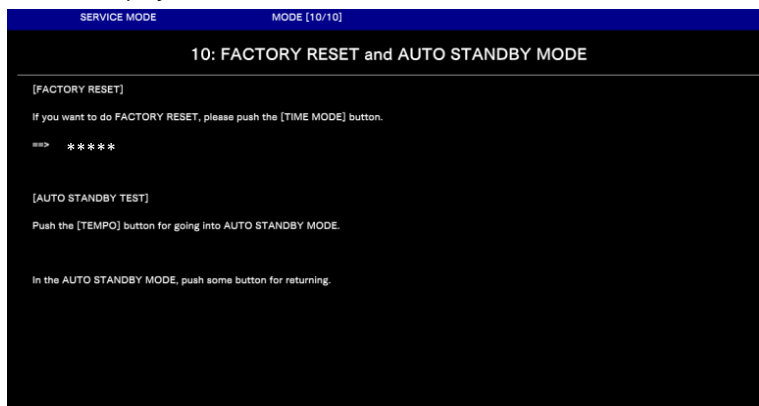 SERVICE MODE MODE [10/10]
10: FACTORY RESET and AUTO STANDBY MODE
[FACTORY RESET]
If you want to do FACTORY RESET, please push the [TIME MODE] button.
==> *****
[AUTO STANDBY TEST]
Push the [TEMPO] button for going into AUTO STANDBY MODE.
In the AUTO STANDBY MODE, push some button for returning.